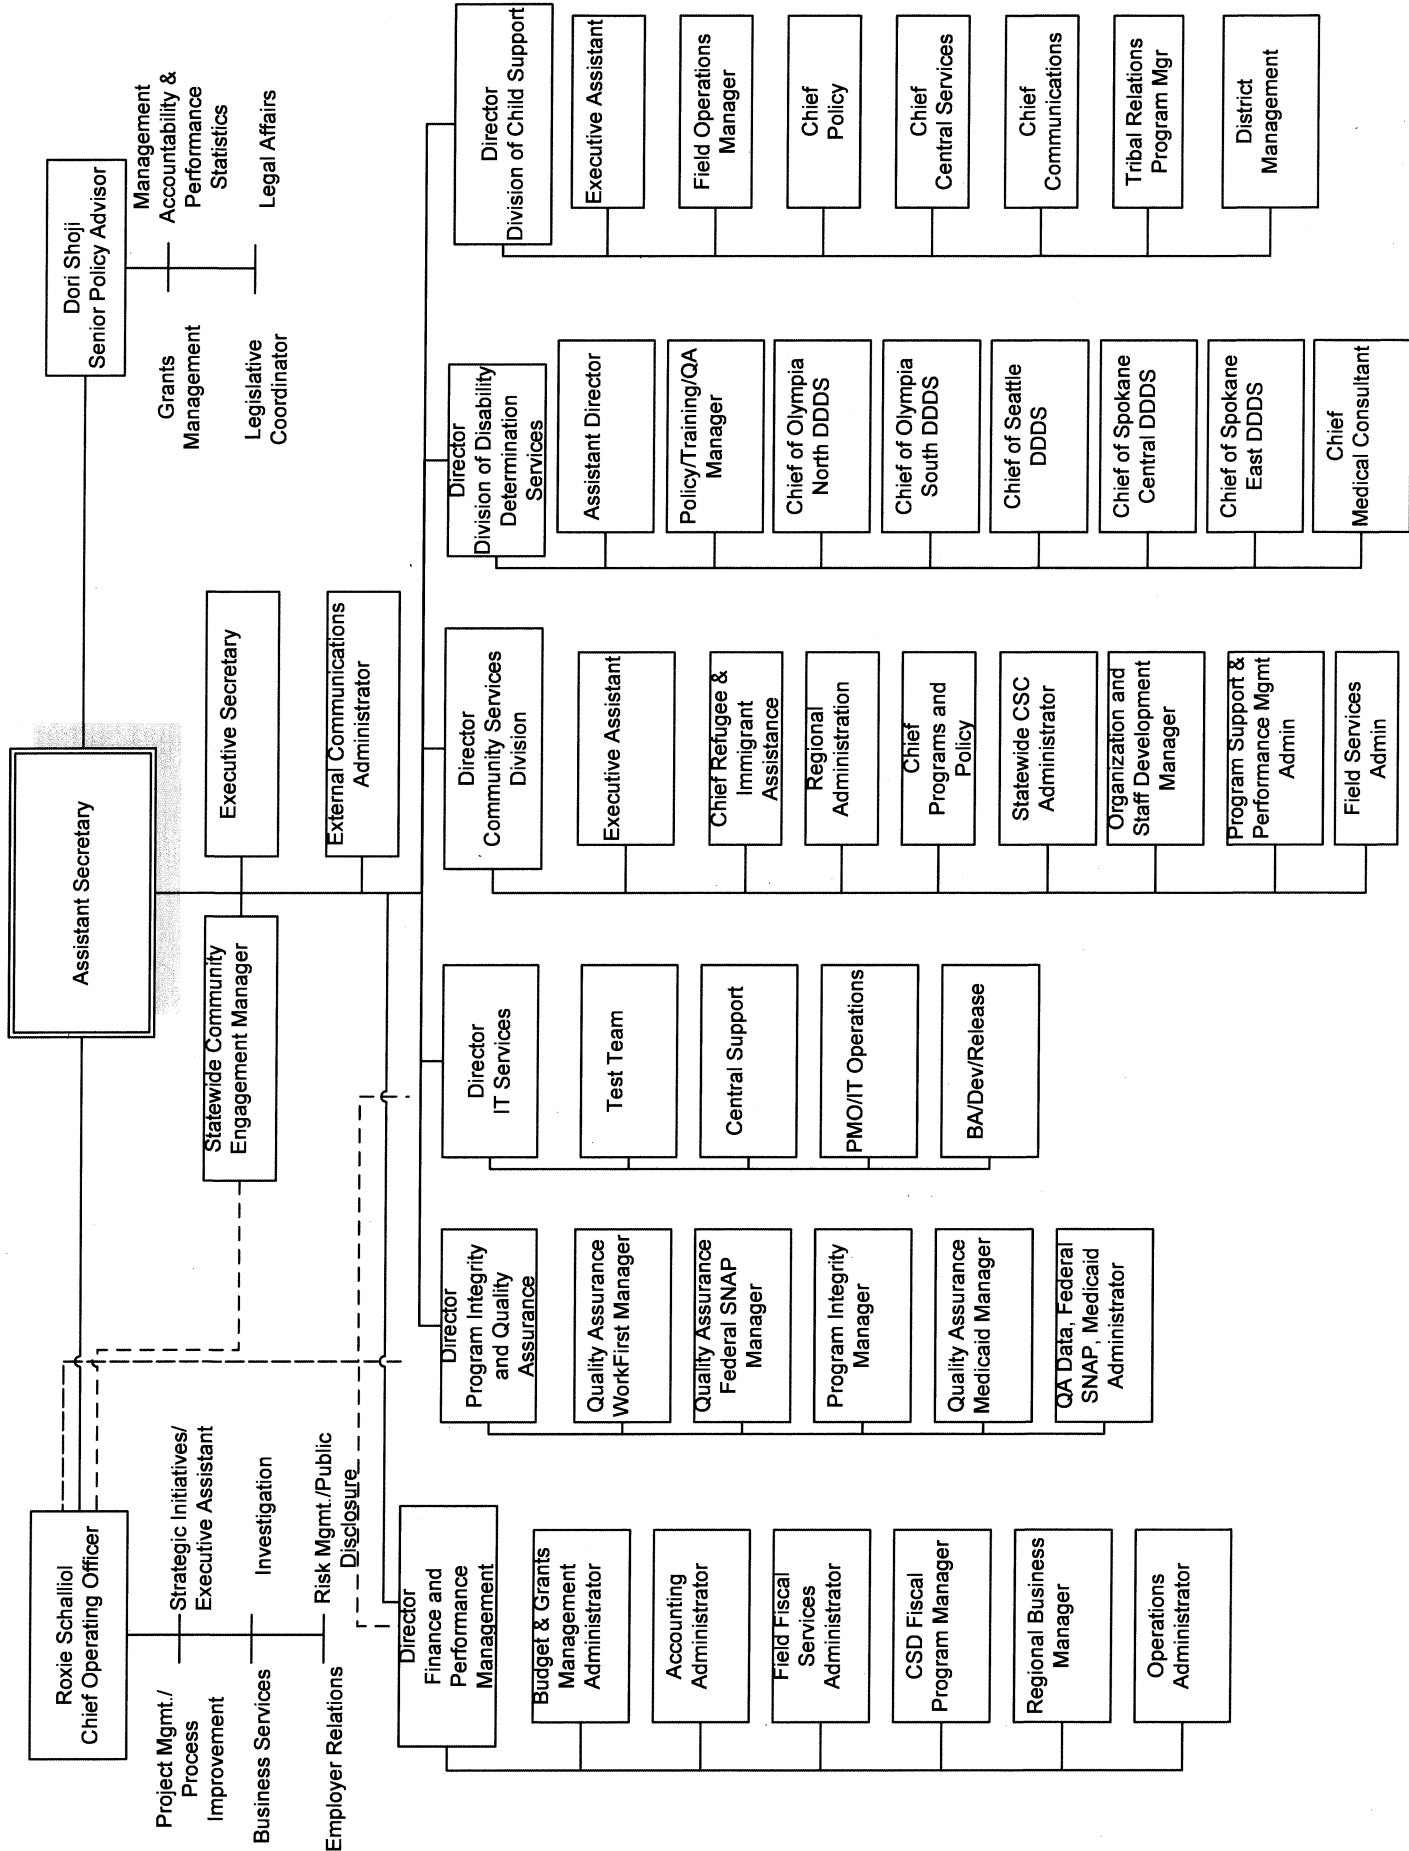 Assistant Secretary
Roxie Schalliol
Chief Operating Officer
Project Mgmt./
Process
Improvement
Strategic Initiatives/
Executive Assistant
Business Services
Investigation
Employer Relations
Risk Mgmt./Public
Disclosure
Dori Shoji
Senior Policy Advisor
Grants
Management
Management
Accountability &
Performance
Statistics
Legislative
Coordinator
Legal Affairs
Statewide Community
Engagement Manager
Executive Secretary
External Communications
Administrator
Director
Finance and
Performance
Management
Budget & Grants
Management
Administrator
Accounting
Administrator
Field Fiscal
Services
Administrator
CSD Fiscal
Program Manager
Regional Business
Manager
Operations
Administrator
Director
Program Integrity
and Quality
Assurance
Quality Assurance
WorkFirst Manager
Quality Assurance
Federal SNAP
Manager
Program Integrity
Manager
Quality Assurance
Medicaid Manager
QA Data, Federal
SNAP, Medicaid
Administrator
Director
IT Services
Test Team
Central Support
PMO/IT Operations
BA/Dev/Release
Director
Community Services
Division
Executive Assistant
Chief Refugee &
Immigrant
Assistance
Regional
Administration
Chief
Programs and
Policy
Statewide CSC
Administrator
Organization and
Staff Development
Manager
Program Support &
Performance Mgmt
Admin
Field Services
Admin
Director
Division of Disability
Determination
Services
Assistant Director
Policy/Training/QA
Manager
Chief of Olympia
North DDDS
Chief of Olympia
South DDDS
Chief of Seattle
DDDS
Chief of Spokane
Central DDDS
Chief of Spokane
East DDDS
Chief
Medical Consultant
Director
Division of Child Support
Executive Assistant
Field Operations
Manager
Chief
Policy
Chief
Central Services
Chief
Communications
Tribal Relations
Program Mgr
District
Management